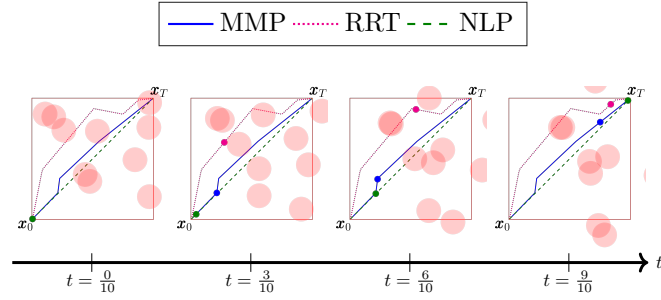 MMP RRT NLP
x_T x_T x_T x_T
x_0 x_0 x_0 x_0
t
t = 0/10 t = 3/10 t = 6/10 t = 9/10